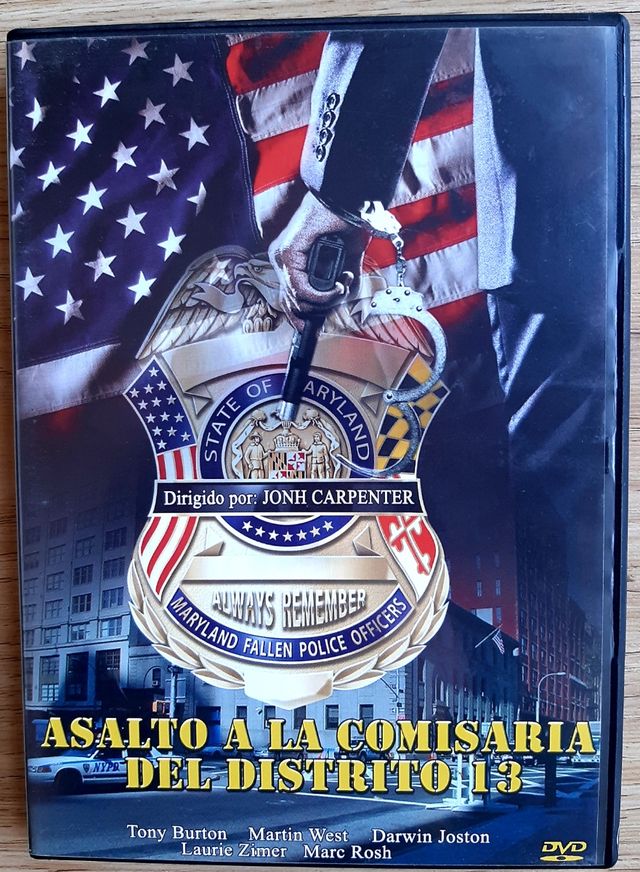 STATE OF MARYLAND
Dirigido por: JONH CARPENTER
ALWAYS REMEMBER
MARYLAND FALLEN POLICE OFFICERS
ASALTO A LA COMISARIA
DEL DISTRITO 13
NYPD
Tony Burton Martin West Darwin Joston
Laurie Zimer Marc Rosh
DVD